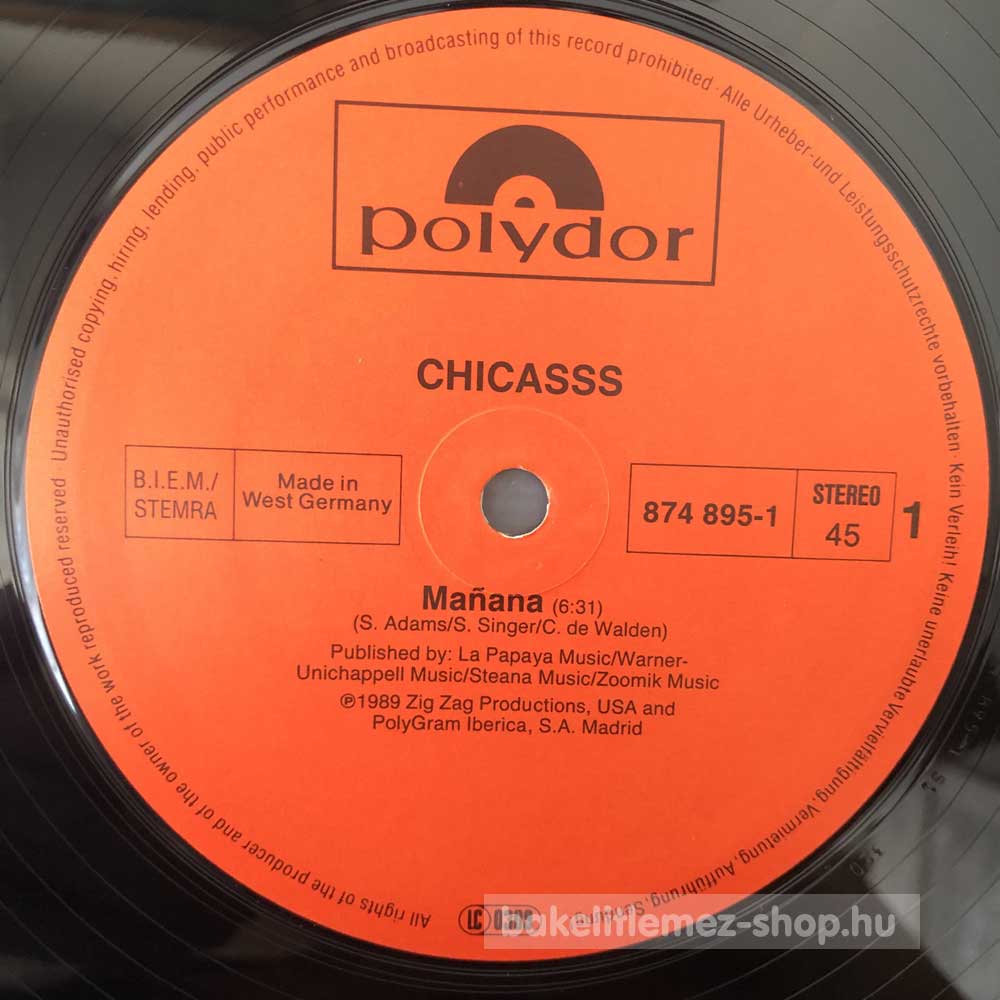 All rights of the producer and of the owner of the work reproduced reserved · Unauthorised copying, hiring, lending, public performance and broadcasting of this record prohibited · Alle Urheber- und Leistungsschutzrechte vorbehalten · Kein Verleih! Keine unerlaubte Vervielfältigung, Vermietung, Aufführung, Sendung!
polydor
CHICASSS
B.I.E.M./
STEMRA
Made in
West Germany
874 895-1
STEREO
45
1
Mañana (6:31)
(S. Adams/S. Singer/C. de Walden)
Published by: La Papaya Music/Warner-
Unichappell Music/Steana Music/Zoomik Music
℗1989 Zig Zag Productions, USA and
PolyGram Iberica, S.A. Madrid
LC
bakelitlemez-shop.hu